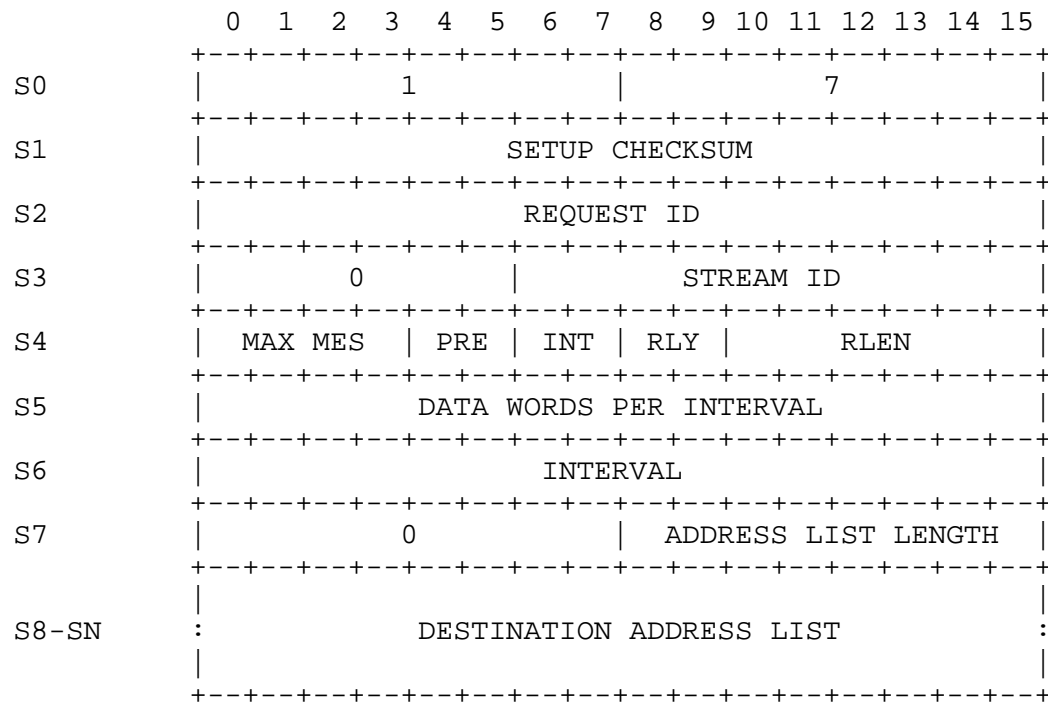 0 1 2 3 4 5 6 7 8 9 10 11 12 13 14 15
+--+--+--+--+--+--+--+--+--+--+--+--+--+--+--+--+
S0 | 1 | 7 |
+--+--+--+--+--+--+--+--+--+--+--+--+--+--+--+--+
S1 | SETUP CHECKSUM |
+--+--+--+--+--+--+--+--+--+--+--+--+--+--+--+--+
S2 | REQUEST ID |
+--+--+--+--+--+--+--+--+--+--+--+--+--+--+--+--+
S3 | 0 | STREAM ID |
+--+--+--+--+--+--+--+--+--+--+--+--+--+--+--+--+
S4 | MAX MES | PRE | INT | RLY | RLEN |
+--+--+--+--+--+--+--+--+--+--+--+--+--+--+--+--+
S5 | DATA WORDS PER INTERVAL |
+--+--+--+--+--+--+--+--+--+--+--+--+--+--+--+--+
S6 | INTERVAL |
+--+--+--+--+--+--+--+--+--+--+--+--+--+--+--+--+
S7 | 0 | ADDRESS LIST LENGTH |
+--+--+--+--+--+--+--+--+--+--+--+--+--+--+--+--+
| |
S8-SN : DESTINATION ADDRESS LIST :
| |
+--+--+--+--+--+--+--+--+--+--+--+--+--+--+--+--+